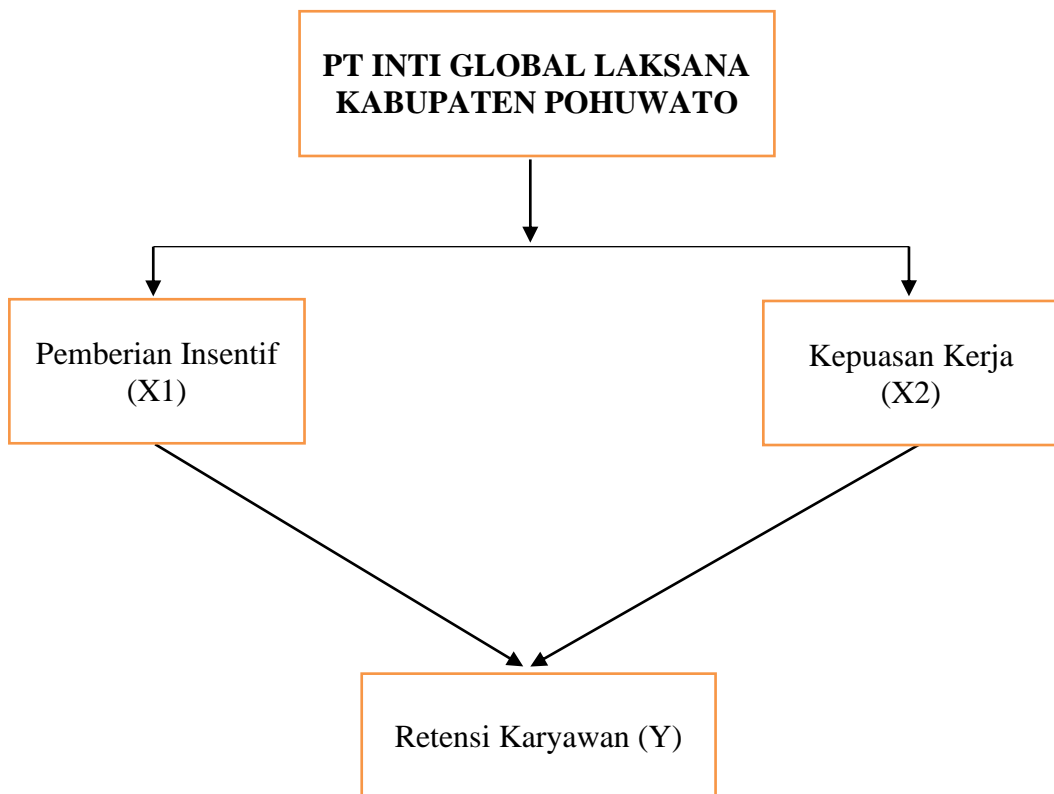 PT INTI GLOBAL LAKSANA
KABUPATEN POHUWATO
Pemberian Insentif
(X1)
Kepuasan Kerja
(X2)
Retensi Karyawan (Y)